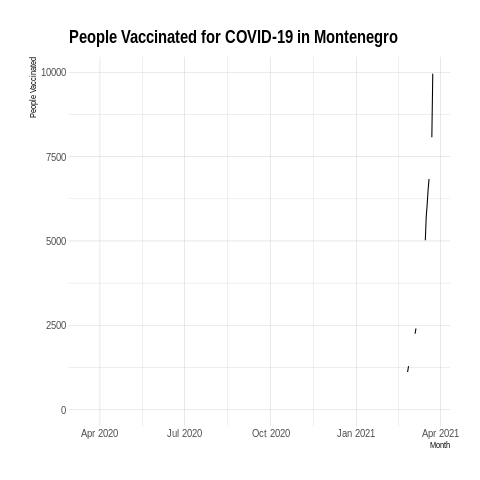 People Vaccinated for COVID-19 in Montenegro
People Vaccinated
10000
7500
5000
2500
0
Apr 2020 Jul 2020 Oct 2020 Jan 2021 Apr 2021
Month